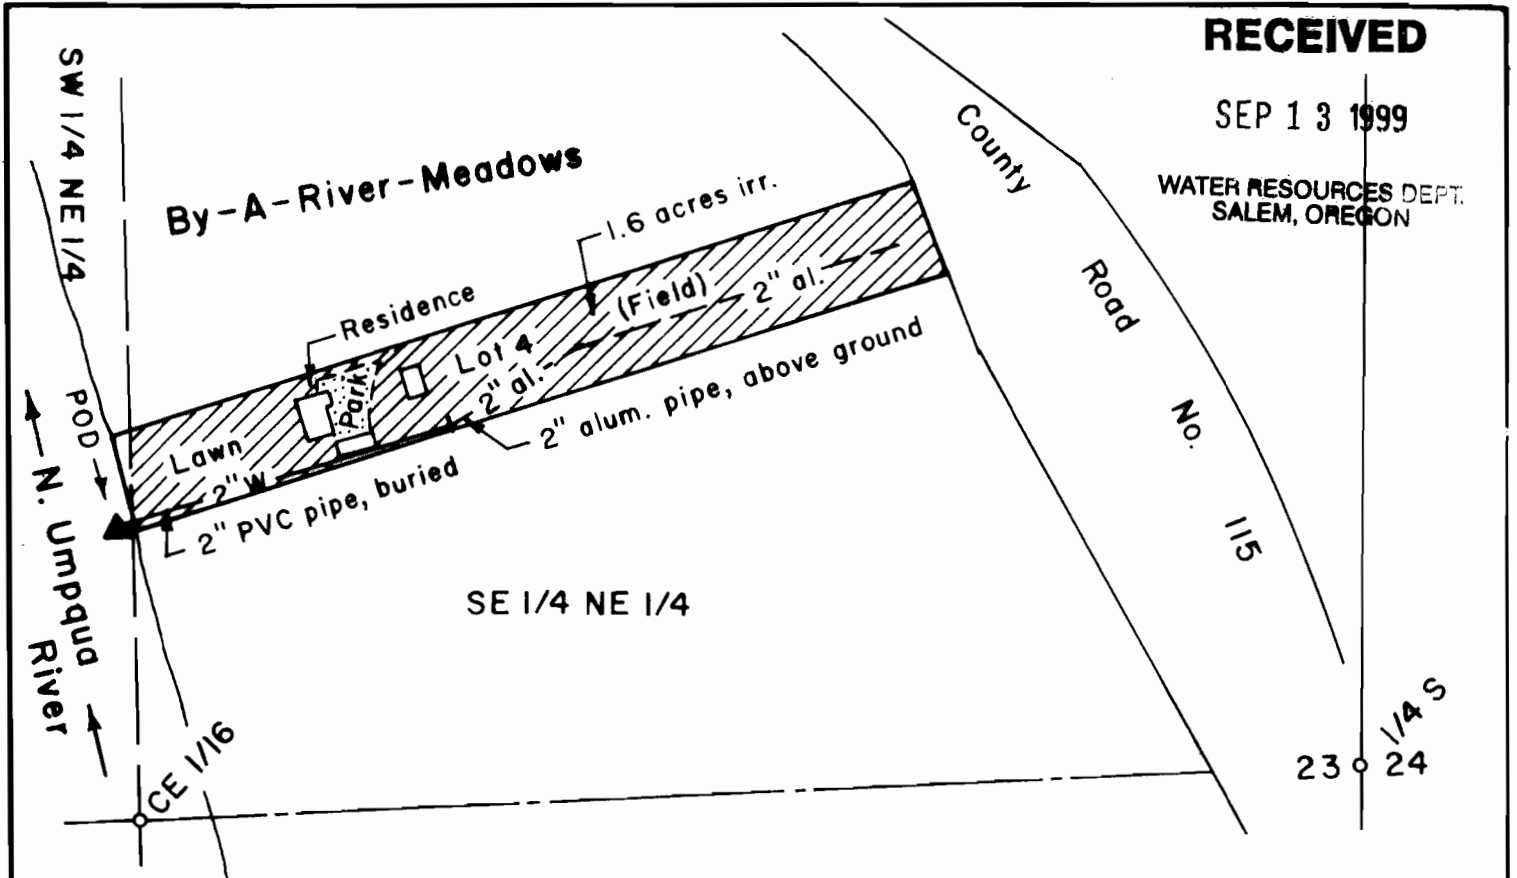 RECEIVED
SEP 13 1999
WATER RESOURCES DEPT.
SALEM, OREGON
SW 1/4 NE 1/4
By-A-River-Meadows
1.6 acres irr.
County
Road
No.
115
Residence
(Field)
2" al.
Lot 4
2" al.
Park
2" alum. pipe, above ground
POD
Lawn
2" W
2" PVC pipe, buried
N. Umpqua
River
SE 1/4 NE 1/4
CE 1/16
1/4 S
23 24